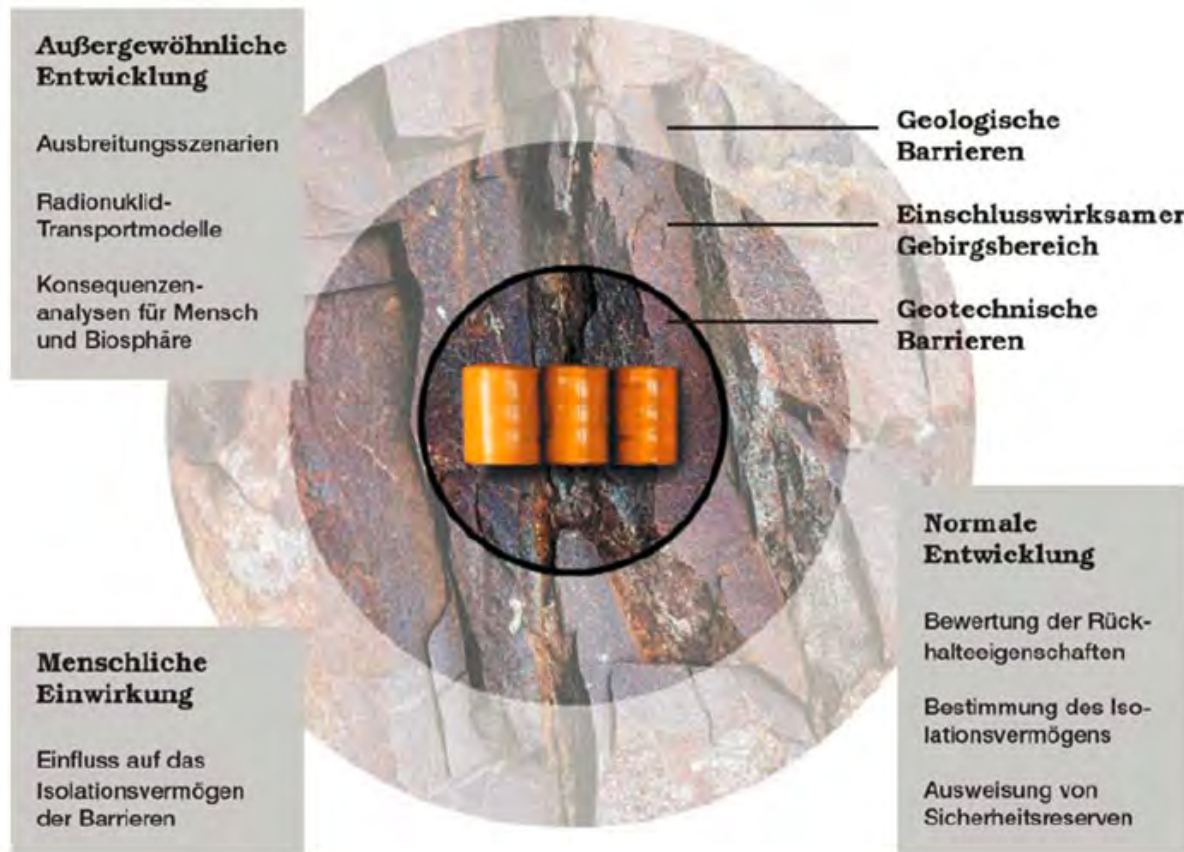 Außergewöhnliche
Entwicklung
Ausbreitungsszenarien
Radionuklid-
Transportmodelle
Konsequenzen-
analysen für Mensch
und Biosphäre
Geologische
Barrieren
Einschlusswirksamer
Gebirgsbereich
Geotechnische
Barrieren
Menschliche
Einwirkung
Einfluss auf das
Isolationsvermögen
der Barrieren
Normale
Entwicklung
Bewertung der Rück-
halteeigenschaften
Bestimmung des Iso-
lationsvermögens
Ausweisung von
Sicherheitsreserven